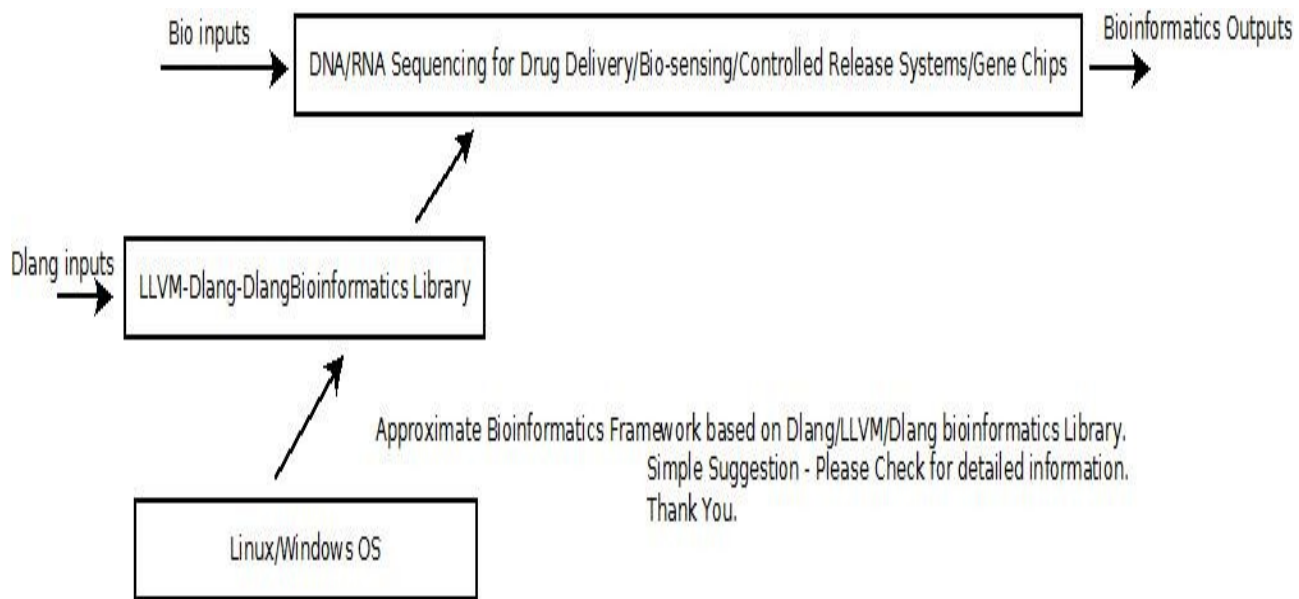 Bio inputs
Bioinformatics Outputs
DNA/RNA Sequencing for Drug Delivery/Bio-sensing/Controlled Release Systems/Gene Chips
Dlang inputs
LLVM-Dlang-DlangBioinformatics Library
Approximate Bioinformatics Framework based on Dlang/LLVM/Dlang bioinformatics Library.
Simple Suggestion - Please Check for detailed information.
Thank You.
Linux/Windows OS